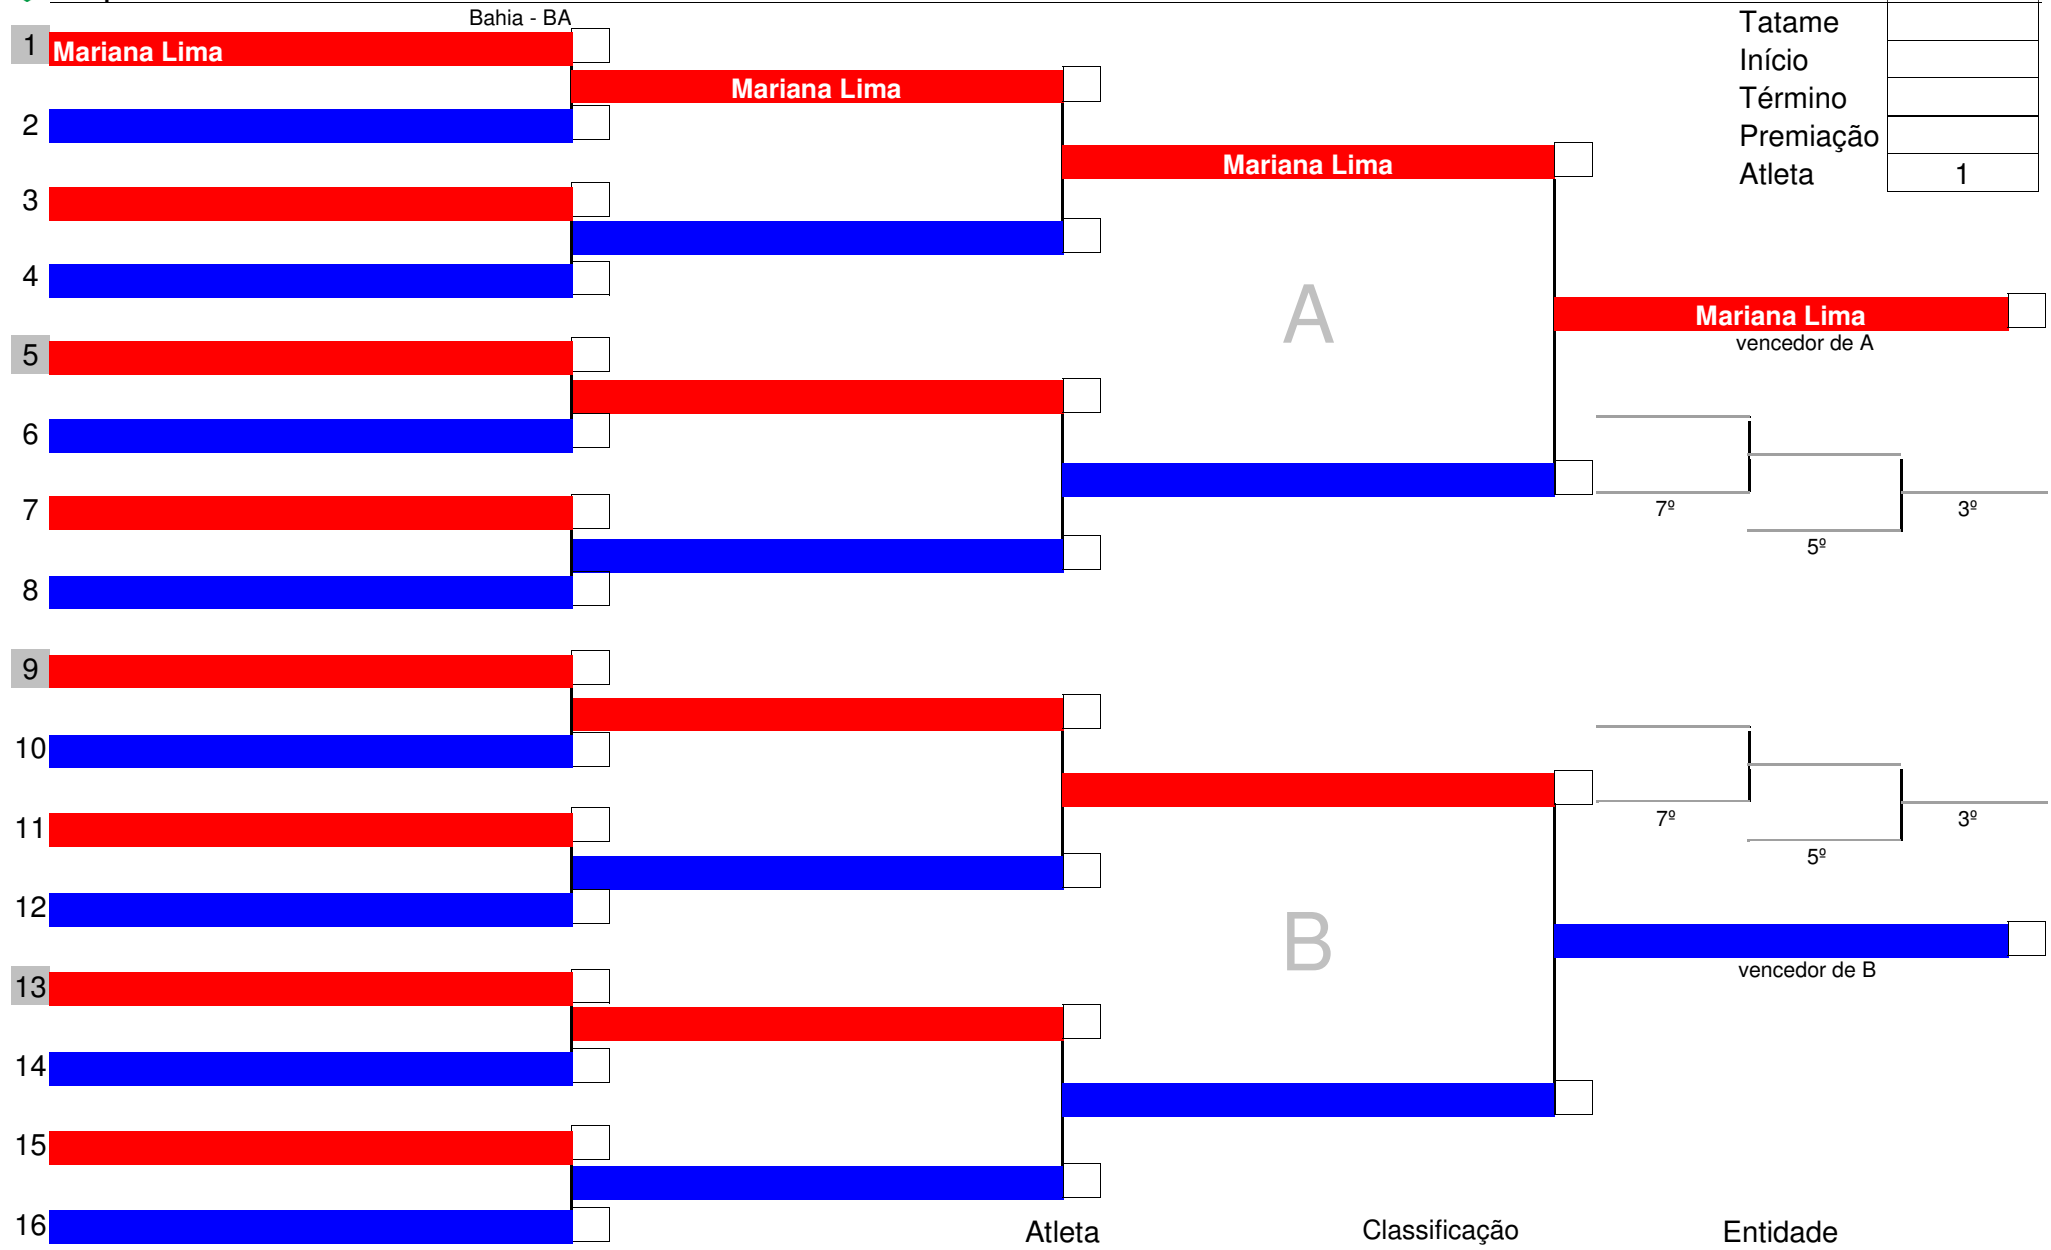 Bahia - BA
Tatame
1 Mariana Lima
Início
Mariana Lima
Término
2
Premiação
Mariana Lima
Atleta 1
3
4
A
Mariana Lima
vencedor de A
5
6
7
7º
3º
5º
8
9
10
7º
3º
11
5º
12
B
vencedor de B
13
14
15
16
Atleta Classificação Entidade